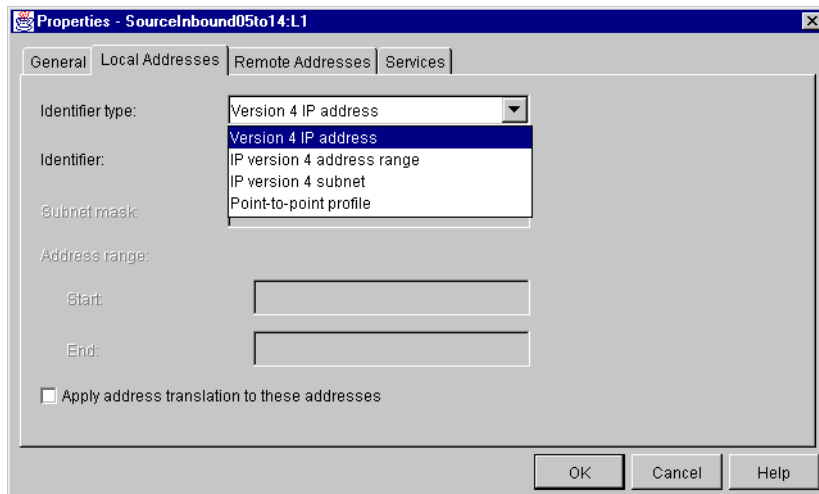 Properties - SourceInbound05to14:L1
General Local Addresses Remote Addresses Services
Identifier type: Version 4 IP address
Version 4 IP address
Identifier: IP version 4 address range
IP version 4 subnet
Subnet mask: Point-to-point profile
Address range:
Start:
End:
Apply address translation to these addresses
OK Cancel Help